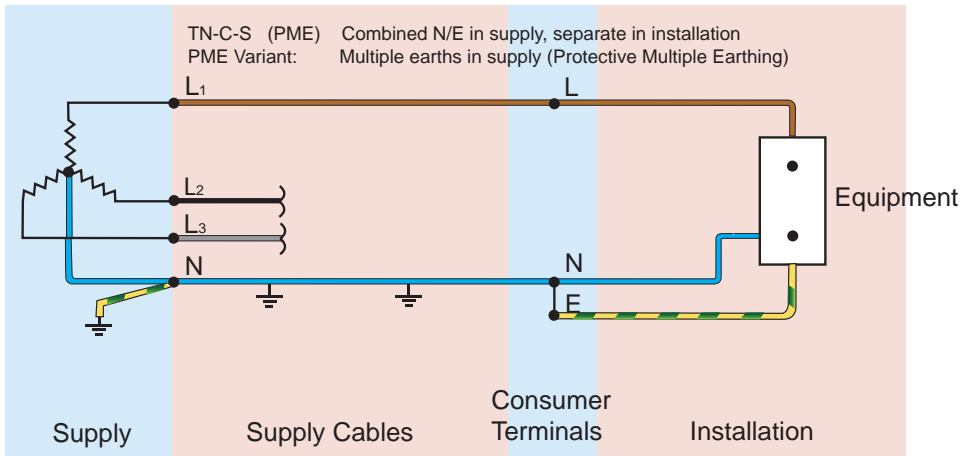 TN-C-S (PME) Combined N/E in supply, separate in installation
PME Variant: Multiple earths in supply (Protective Multiple Earthing)
L1 L
L2
Equipment
L3
N N
E
Consumer
Supply Supply Cables Terminals Installation